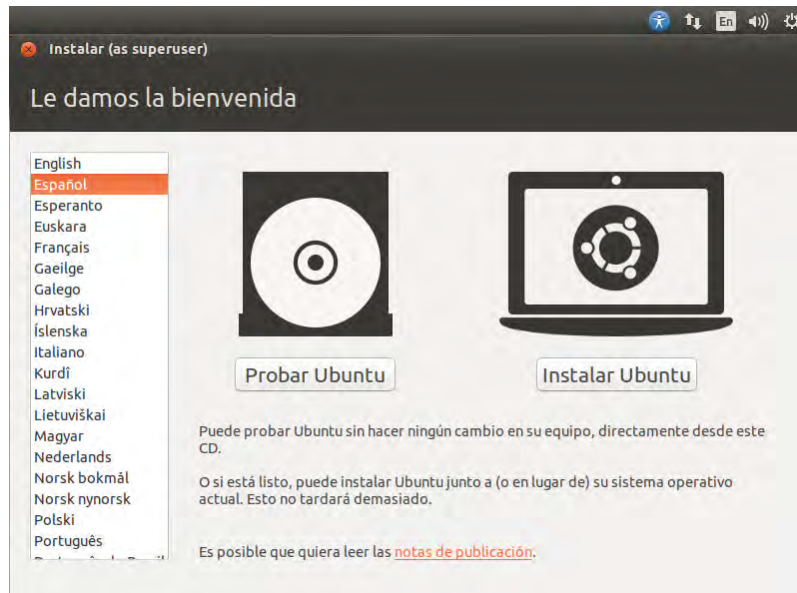 En
Instalar (as superuser)
Le damos la bienvenida
English
Español
Esperanto
Euskara
Français
Gaeilge
Galego
Hrvatski
Íslenska
Italiano
Kurdî
Latviski
Lietuviškai
Magyar
Nederlands
Norsk bokmål
Norsk nynorsk
Polski
Português
Probar Ubuntu
Instalar Ubuntu
Puede probar Ubuntu sin hacer ningún cambio en su equipo, directamente desde este
CD.
O si está listo, puede instalar Ubuntu junto a (o en lugar de) su sistema operativo
actual. Esto no tardará demasiado.
Es posible que quiera leer las notas de publicación.